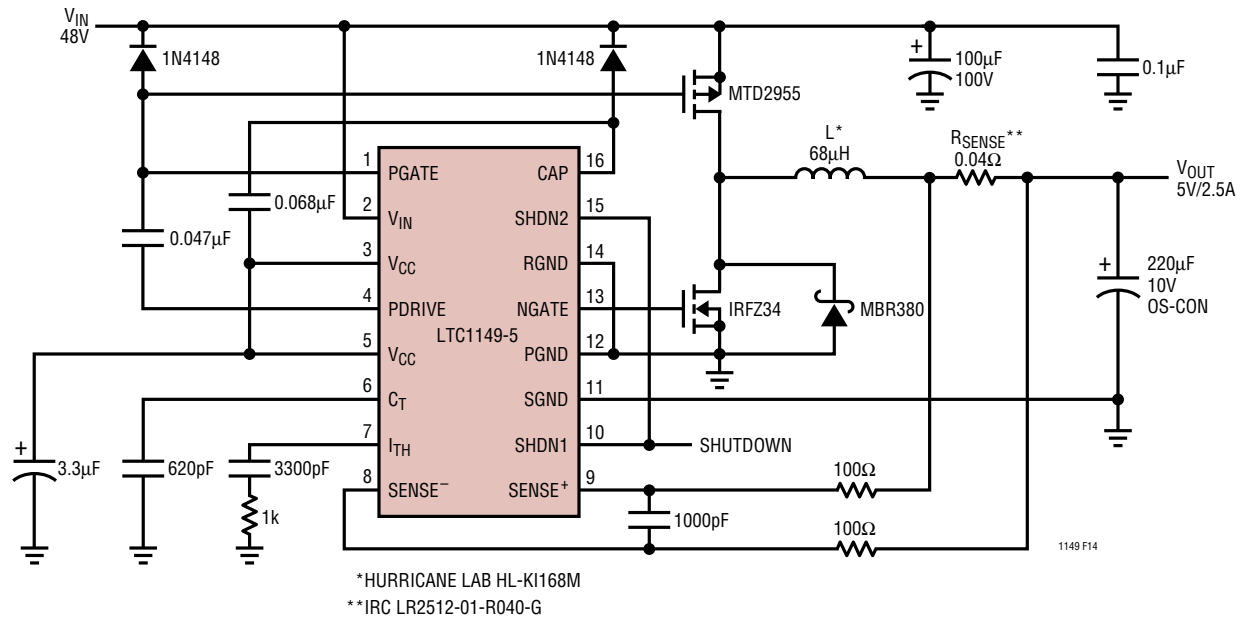 VIN
48V
1N4148
1N4148
MTD2955
100µF
100V
0.1µF
+
L*
68µH
RSENSE**
0.04Ω
VOUT
5V/2.5A
0.068µF
0.047µF
1
PGATE
2
VIN
3
VCC
4
PDRIVE
5
VCC
6
CT
7
ITH
8
SENSE−
LTC1149-5
CAP
16
SHDN2
15
RGND
14
NGATE
13
PGND
12
SGND
11
SHDN1
10
SENSE+
9
IRFZ34
MBR380
+
220µF
10V
OS-CON
SHUTDOWN
+
3.3µF
620pF
3300pF
1k
1000pF
100Ω
100Ω
1149 F14
*HURRICANE LAB HL-KI168M
**IRC LR2512-01-R040-G